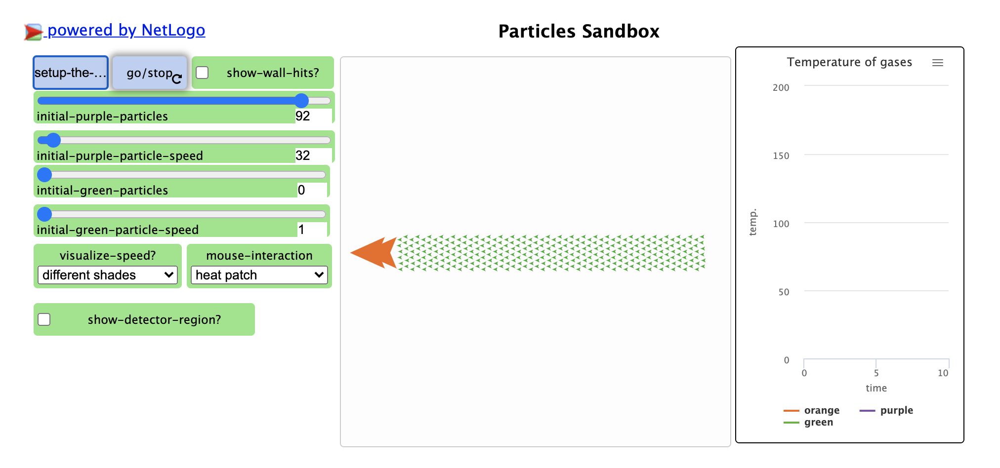 powered by NetLogo
Particles Sandbox
setup-the-...
go/stop
show-wall-hits?
initial-purple-particles
92
initial-purple-particle-speed
32
intitial-green-particles
0
initial-green-particle-speed
1
visualize-speed?
different shades
mouse-interaction
heat patch
show-detector-region?
Temperature of gases
200
150
100
50
0
temp.
0 5 10
time
orange purple
green